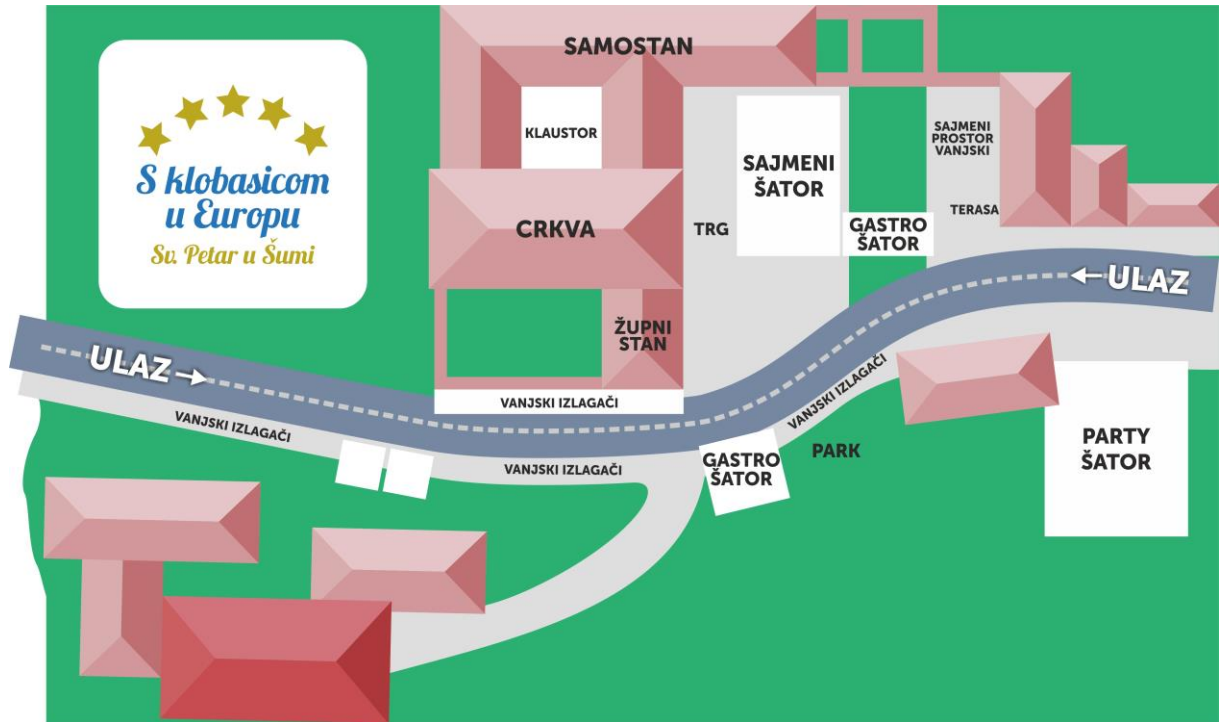 SAMOSTAN
KLAUSTOR
SAJMENI
PROSTOR
VANJSKI
SAJMENI
ŠATOR
S klobasicom
u Europu
Sv. Petar u Šumi
CRKVA
TRG
GASTRO
ŠATOR
TERASA
ULAZ
ŽUPNI
STAN
ULAZ
VANJSKI IZLAGAČI
VANJSKI IZLAGAČI
VANJSKI IZLAGAČI
VANJSKI IZLAGAČI
GASTRO
ŠATOR
PARK
PARTY
ŠATOR